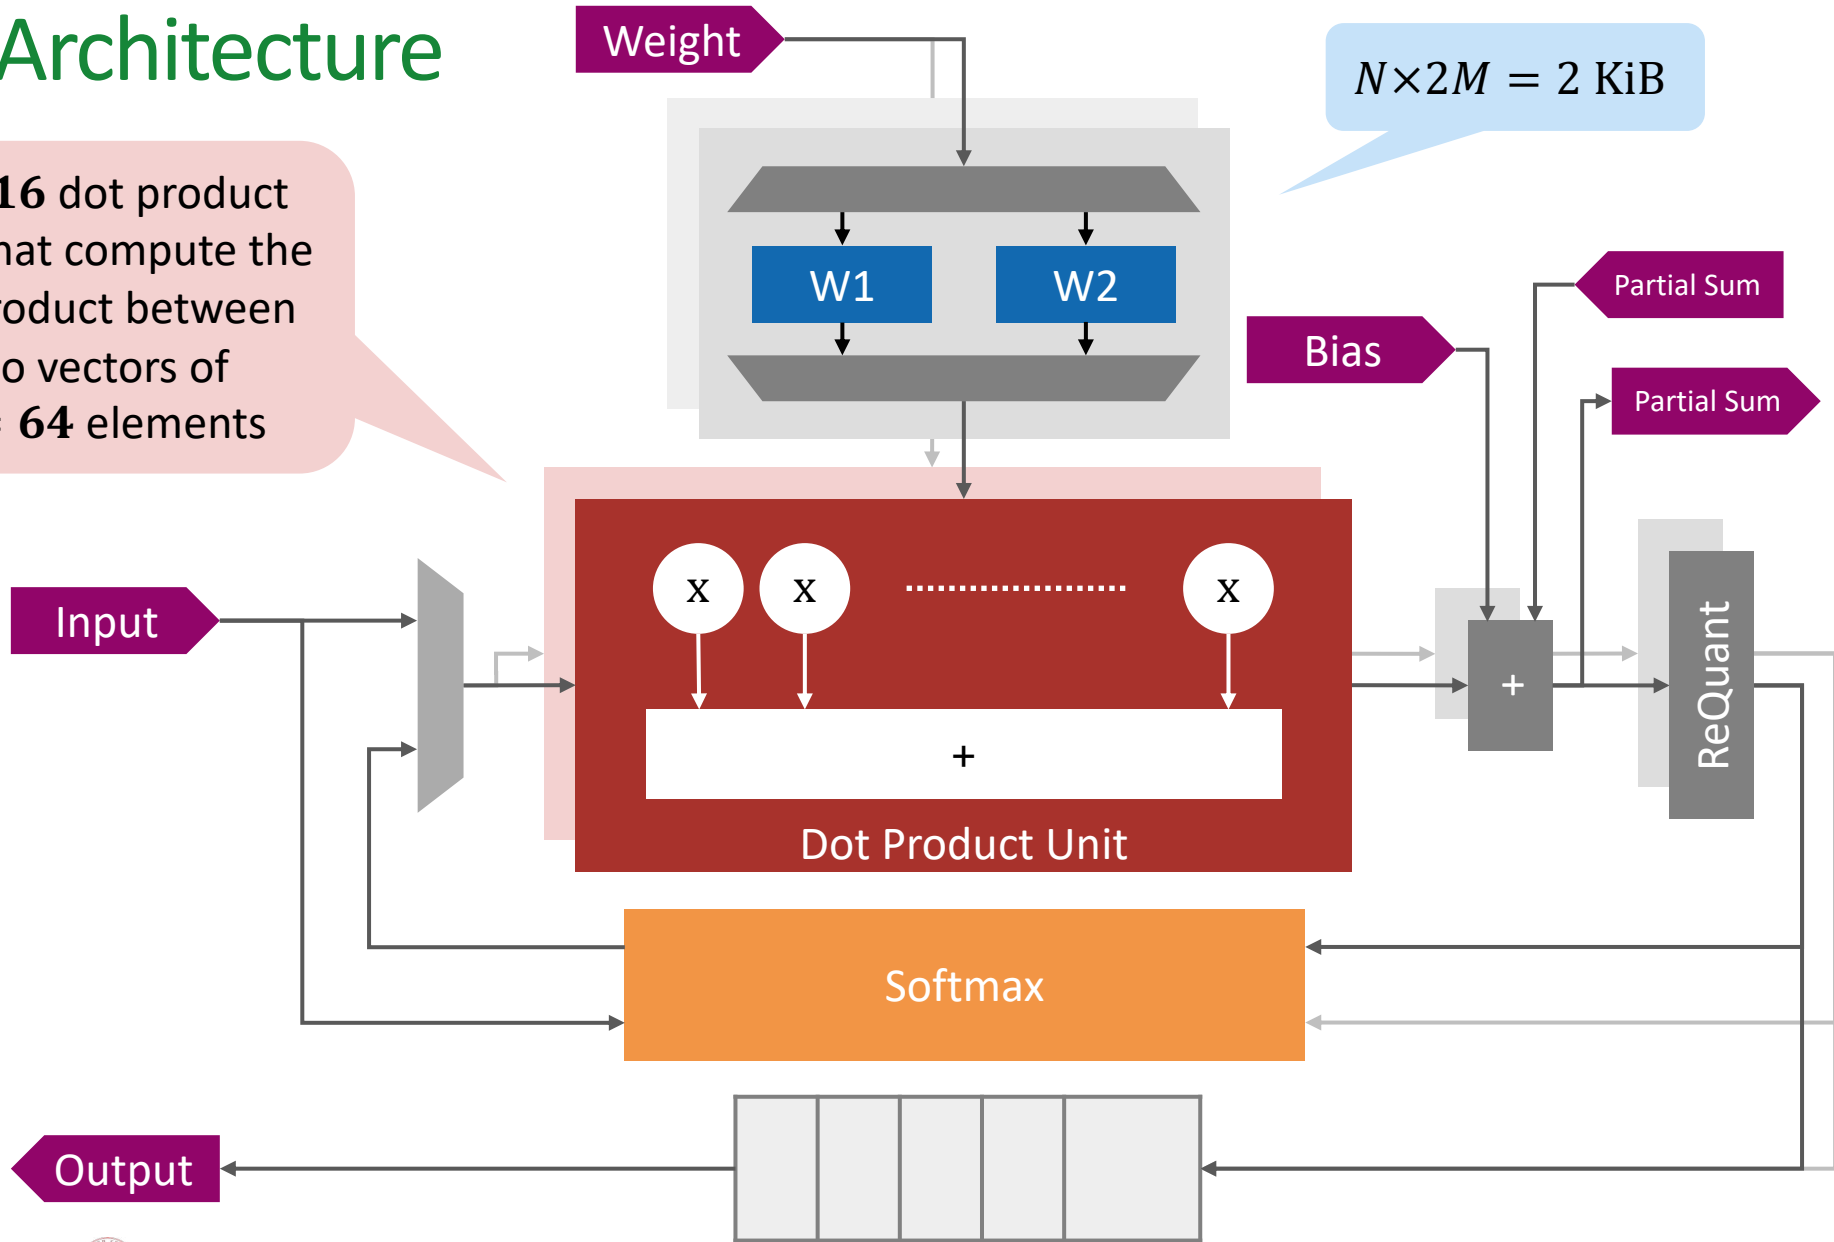 Architecture
Weight
N×2M = 2 KiB
16 dot product
hat compute the
roduct between
o vectors of
64 elements
W1
W2
Partial Sum
Bias
Partial Sum
Input
x
x
x
+
+
ReQuant
Dot Product Unit
Softmax
Output